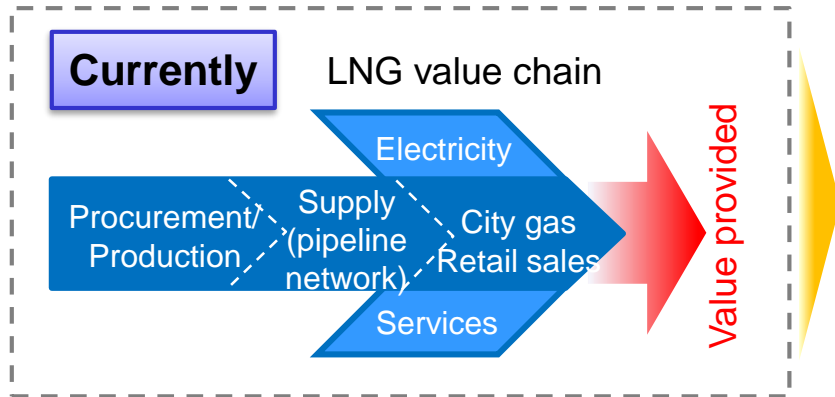 Currently
LNG value chain
Electricity
Procurement/
Production
Supply
(pipeline
network)
City gas
Retail sales
Services
Value provided